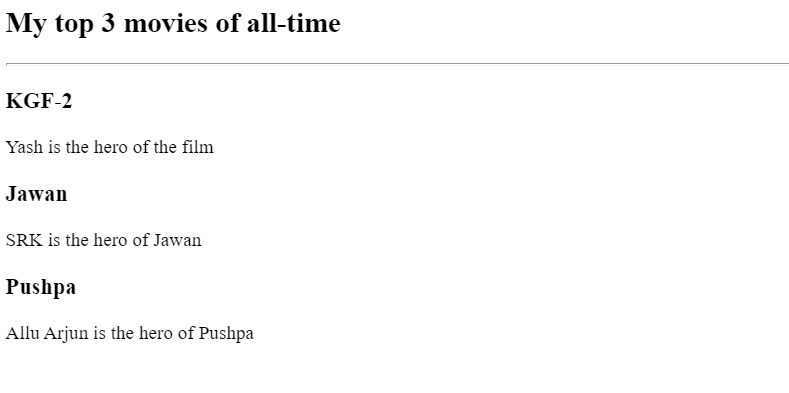 My top 3 movies of all-time
KGF-2
Yash is the hero of the film
Jawan
SRK is the hero of Jawan
Pushpa
Allu Arjun is the hero of Pushpa